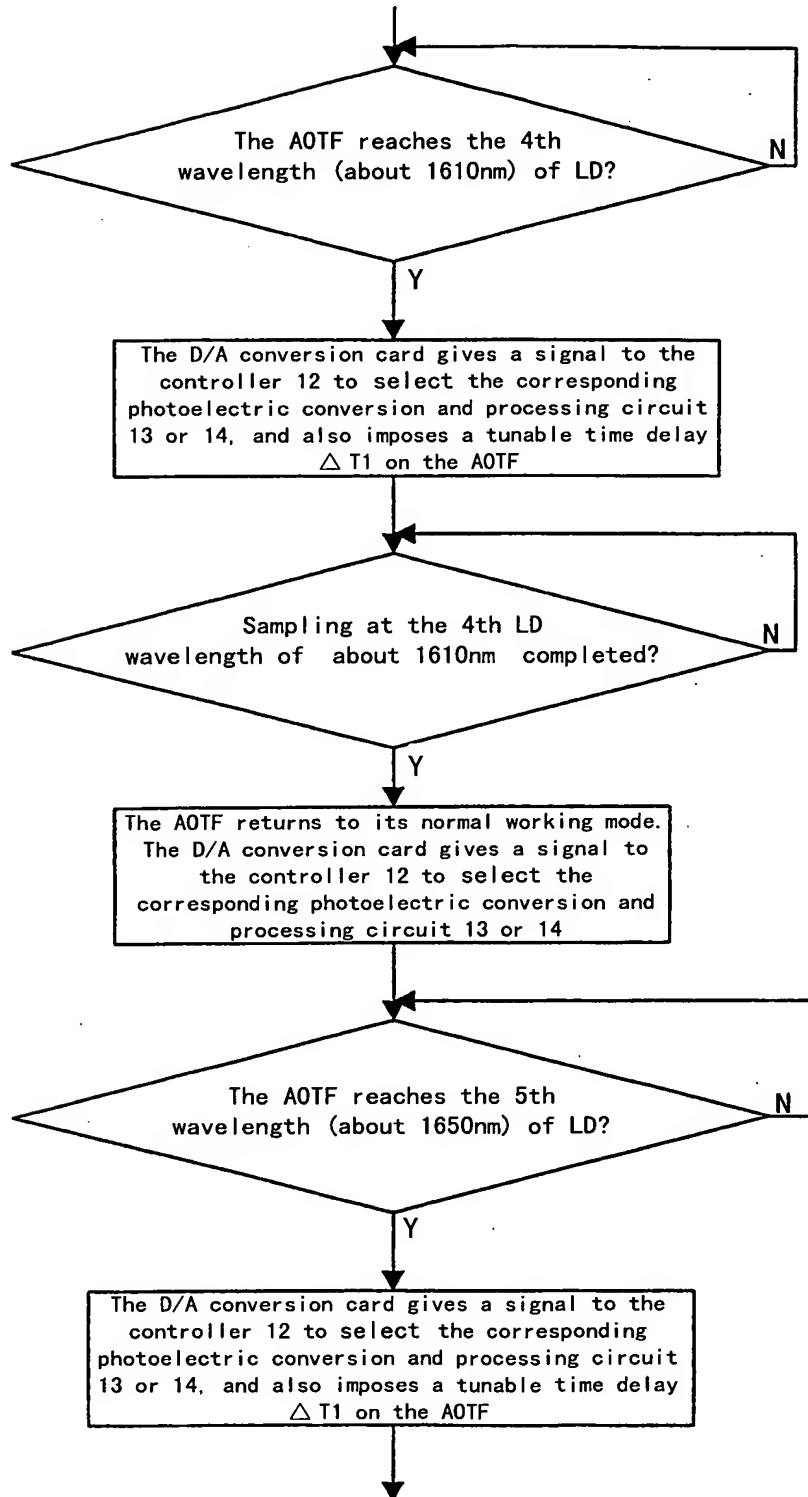 The AOTF reaches the 4th
wavelength (about 1610nm) of LD?
N
Y
The D/A conversion card gives a signal to the
controller 12 to select the corresponding
photoelectric conversion and processing circuit
13 or 14, and also imposes a tunable time delay
△ T1 on the AOTF
Sampling at the 4th LD
wavelength of about 1610nm completed?
N
Y
The AOTF returns to its normal working mode.
The D/A conversion card gives a signal to
the controller 12 to select the
corresponding photoelectric conversion and
processing circuit 13 or 14
The AOTF reaches the 5th
wavelength (about 1650nm) of LD?
N
Y
The D/A conversion card gives a signal to the
controller 12 to select the corresponding
photoelectric conversion and processing circuit
13 or 14, and also imposes a tunable time delay
△ T1 on the AOTF